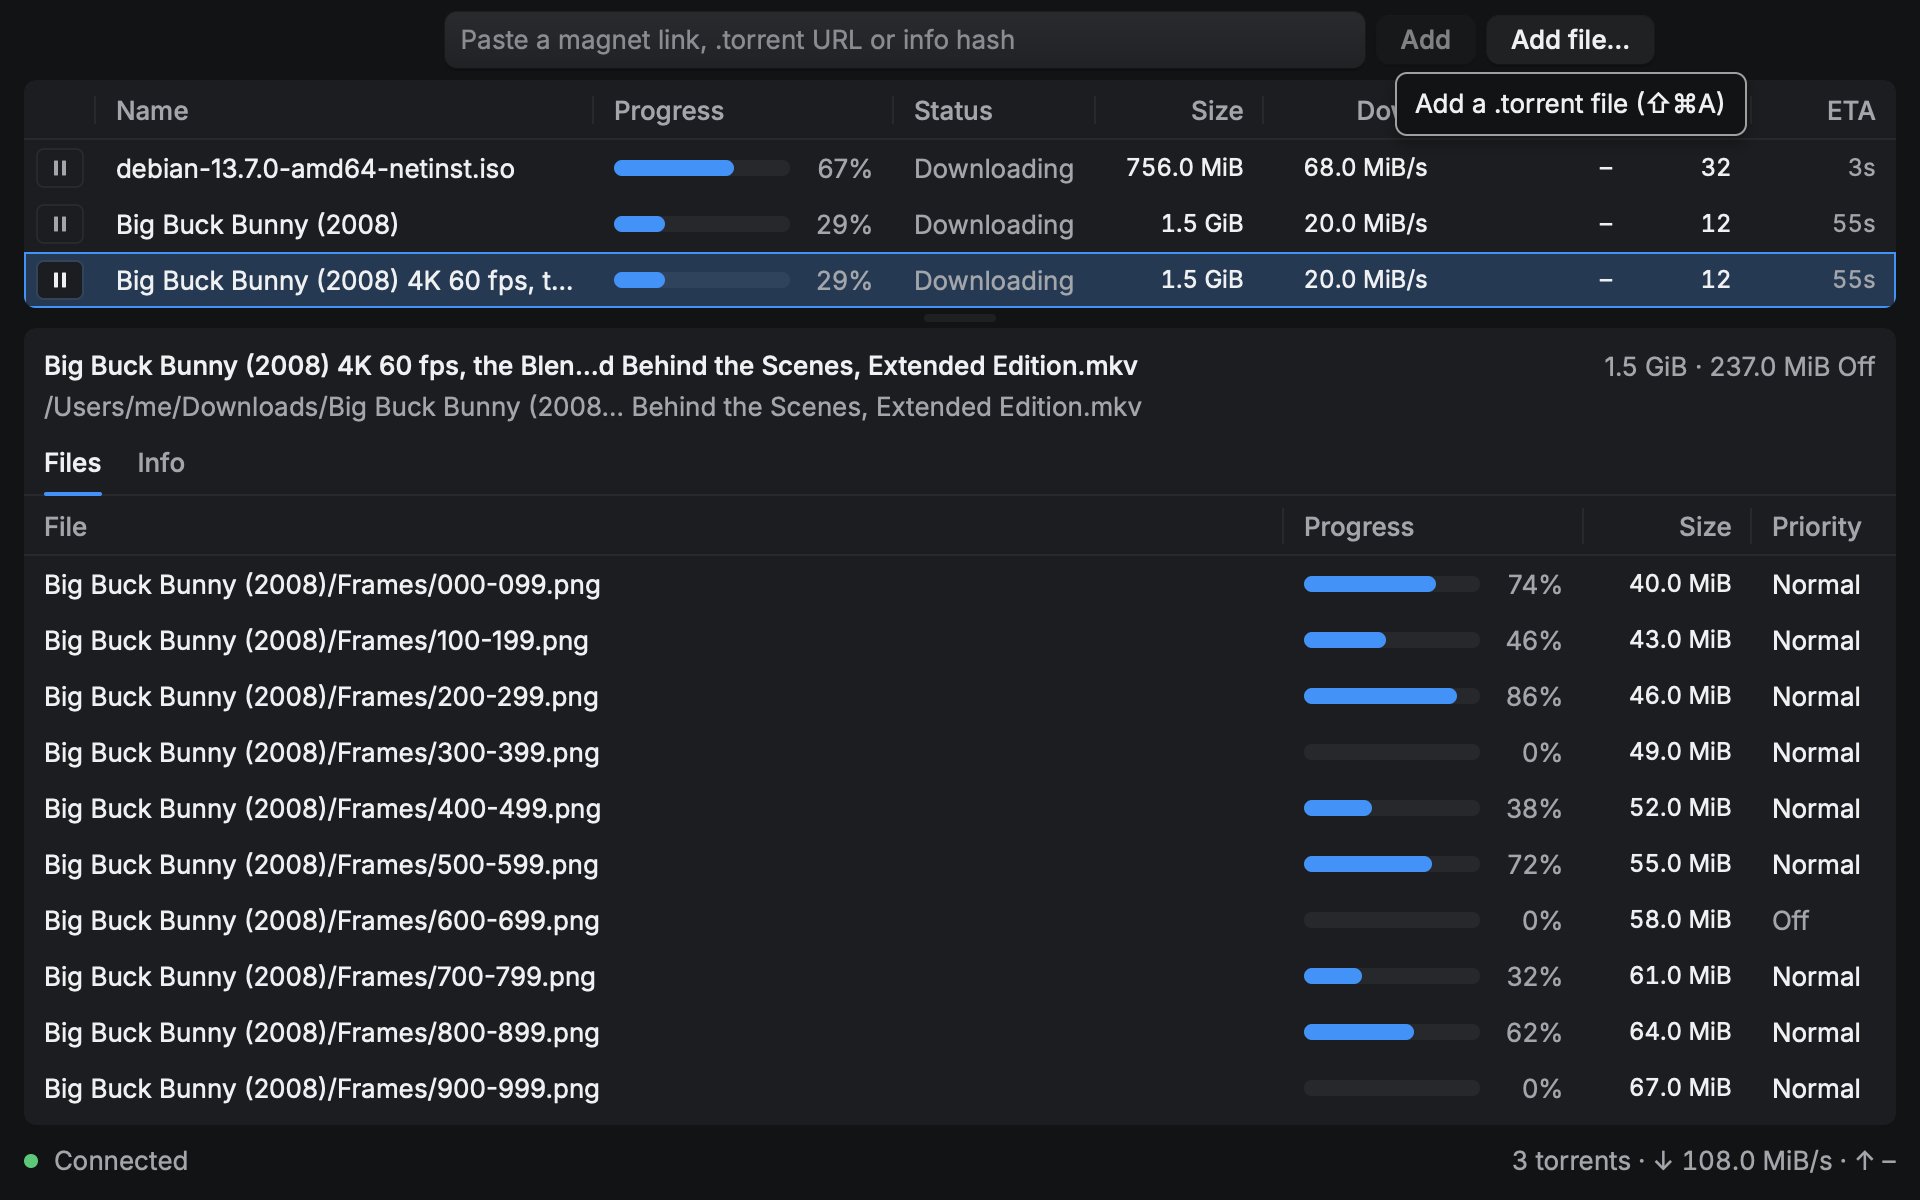 Paste a magnet link, .torrent URL or info hash Add Add file...
Add a .torrent file (⇧⌘A)
Name Progress Status Size ETA
debian-13.7.0-amd64-netinst.iso 67% Downloading 756.0 MiB 68.0 MiB/s – 32 3s
Big Buck Bunny (2008) 29% Downloading 1.5 GiB 20.0 MiB/s – 12 55s
Big Buck Bunny (2008) 4K 60 fps, t... 29% Downloading 1.5 GiB 20.0 MiB/s – 12 55s
Big Buck Bunny (2008) 4K 60 fps, the Blen...d Behind the Scenes, Extended Edition.mkv 1.5 GiB · 237.0 MiB Off
/Users/me/Downloads/Big Buck Bunny (2008... Behind the Scenes, Extended Edition.mkv
Files Info
File Progress Size Priority
Big Buck Bunny (2008)/Frames/000-099.png 74% 40.0 MiB Normal
Big Buck Bunny (2008)/Frames/100-199.png 46% 43.0 MiB Normal
Big Buck Bunny (2008)/Frames/200-299.png 86% 46.0 MiB Normal
Big Buck Bunny (2008)/Frames/300-399.png 0% 49.0 MiB Normal
Big Buck Bunny (2008)/Frames/400-499.png 38% 52.0 MiB Normal
Big Buck Bunny (2008)/Frames/500-599.png 72% 55.0 MiB Normal
Big Buck Bunny (2008)/Frames/600-699.png 0% 58.0 MiB Off
Big Buck Bunny (2008)/Frames/700-799.png 32% 61.0 MiB Normal
Big Buck Bunny (2008)/Frames/800-899.png 62% 64.0 MiB Normal
Big Buck Bunny (2008)/Frames/900-999.png 0% 67.0 MiB Normal
Connected 3 torrents · ↓ 108.0 MiB/s · ↑ –